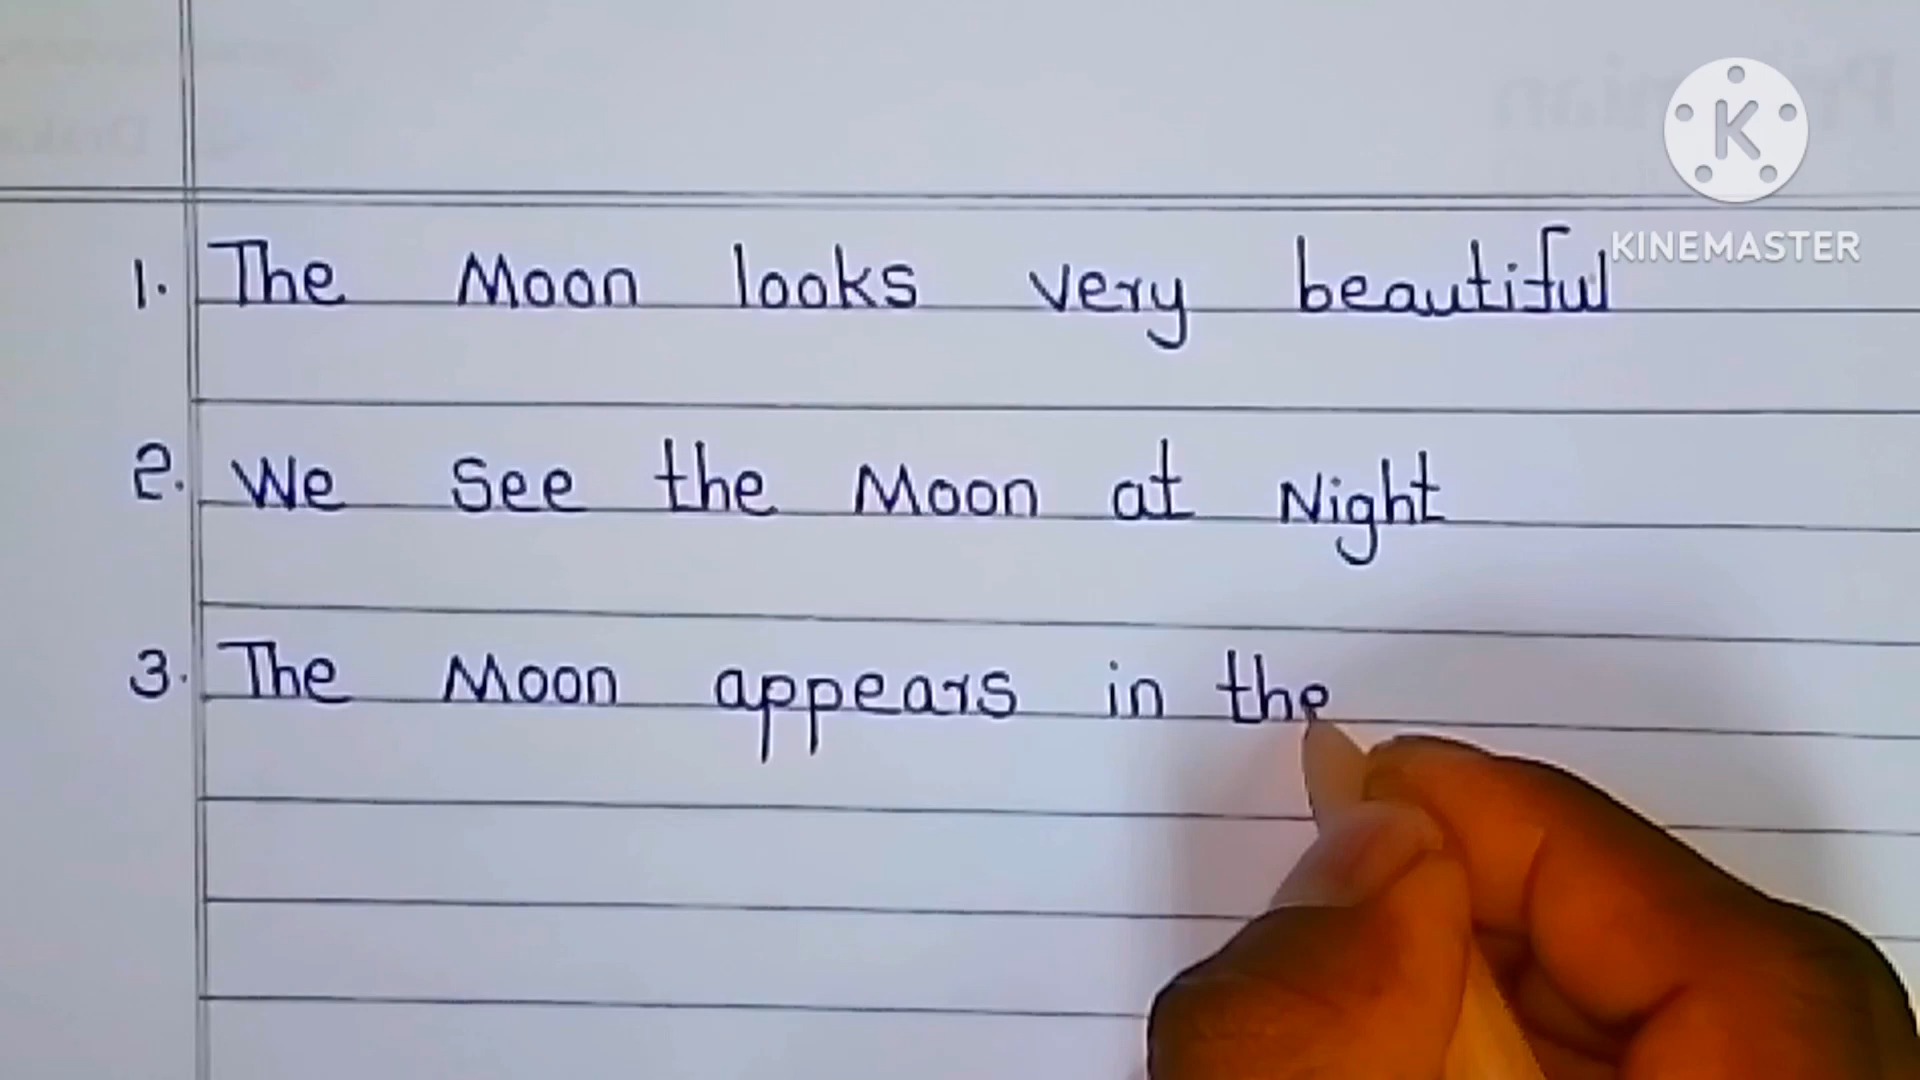 K
KINEMASTER
1. The Moon looks very beautiful
2. We see the Moon at Night
3. The Moon appears in the